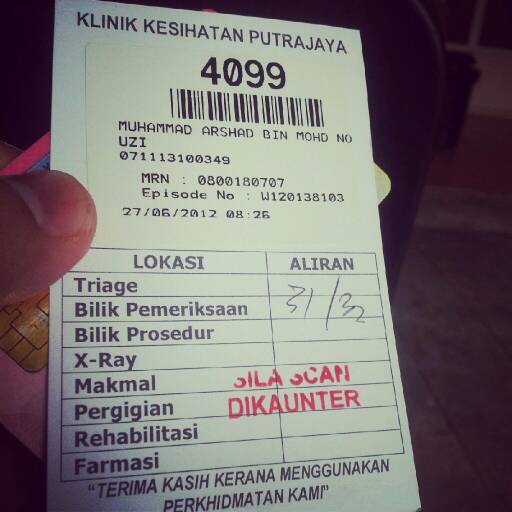 KLINIK KESIHATAN PUTRAJAYA
4099
MUHAMMAD ARSHAD BIN MOHD NO
UZI
071113100349
MRN : 0800180707
Episode No : W120138103
27/06/2012 08:26
LOKASI ALIRAN
Triage
Bilik Pemeriksaan 31/32
Bilik Prosedur
X-Ray
Makmal SILA SCAN
Pergigian DIKAUNTER
Rehabilitasi
Farmasi
"TERIMA KASIH KERANA MENGGUNAKAN
PERKHIDMATAN KAMI"